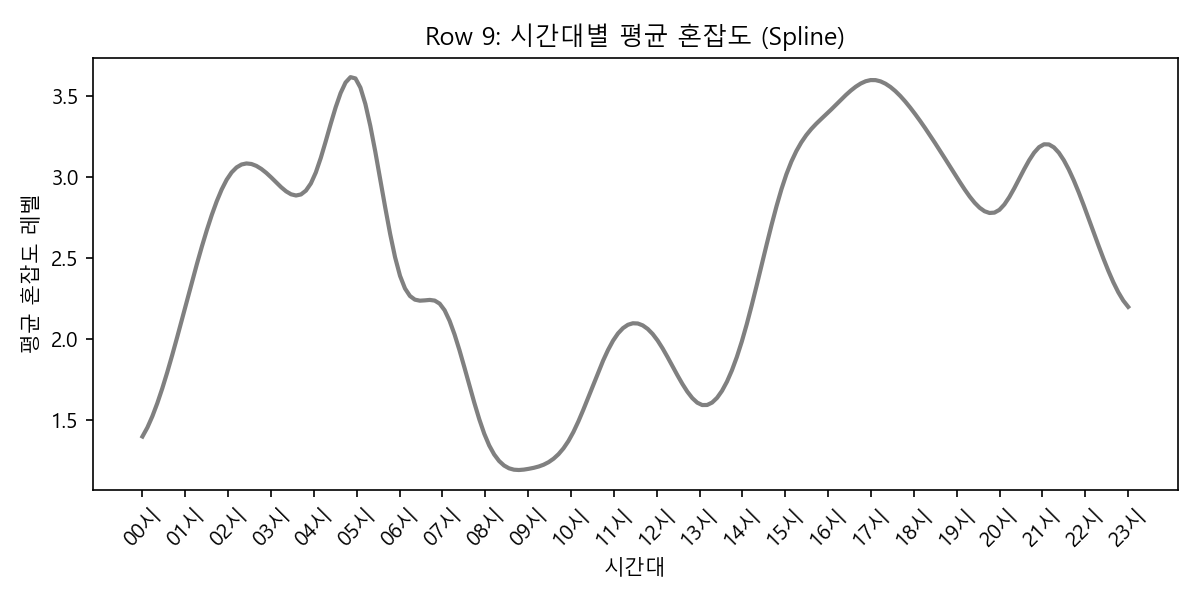 Row 9: 시간대별 평균 혼잡도 (Spline)
평균 혼잡도 레벨
3.5
3.0
2.5
2.0
1.5
00시 01시 02시 03시 04시 05시 06시 07시 08시 09시 10시 11시 12시 13시 14시 15시 16시 17시 18시 19시 20시 21시 22시 23시
시간대